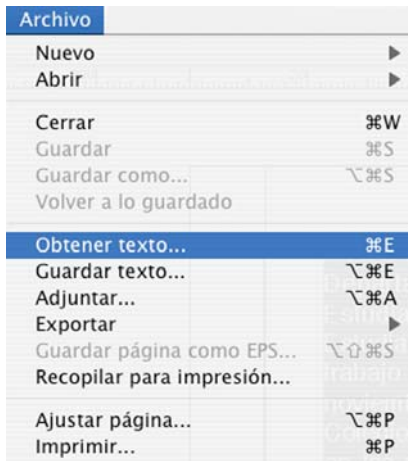 Archivo
Nuevo ▶
Abrir ▶
Cerrar ⌘W
Guardar ⌘S
Guardar como... ⌥⌘S
Volver a lo guardado
Obtener texto... ⌘E
Guardar texto... ⌥⌘E
Adjuntar... ⌥⌘A
Exportar ▶
Guardar página como EPS... ⌥⇧⌘S
Recopilar para impresión...
Ajustar página... ⌥⌘P
Imprimir... ⌘P